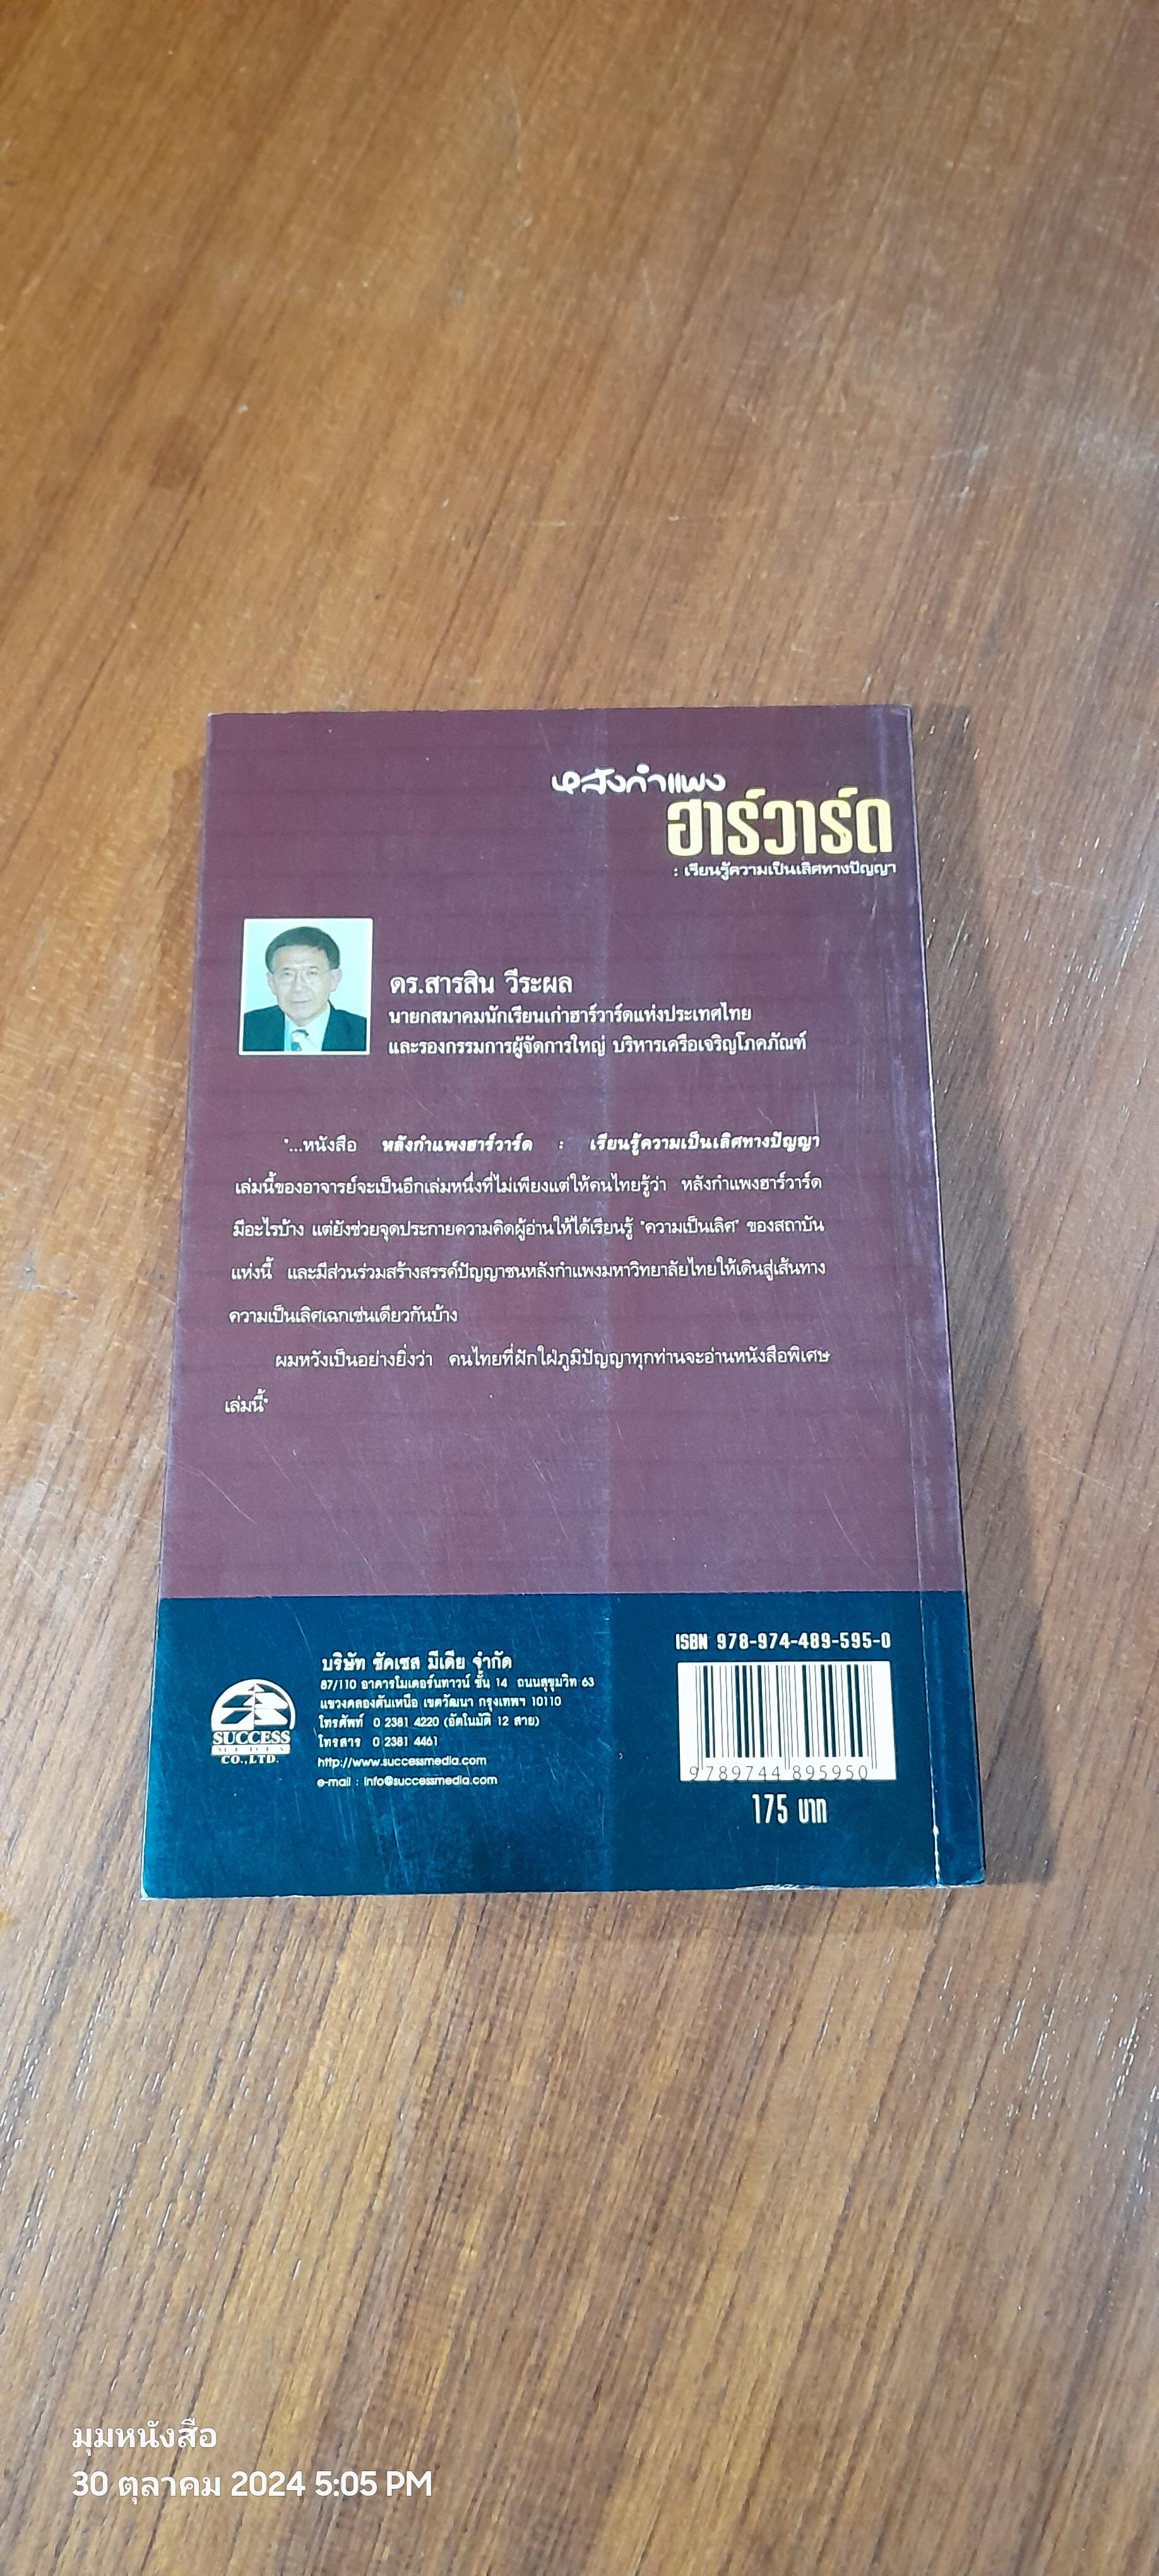 หลังกำแพง
ฮาร์วาร์ด
: เรียนรู้ความเป็นเลิศทางปัญญา
ดร.สารสิน วีระผล
นายกสมาคมนักเรียนเก่าฮาร์วาร์ดแห่งประเทศไทย
และรองกรรมการผู้จัดการใหญ่ บริหารเครือเจริญโภคภัณฑ์
"...หนังสือ หลังกำแพงฮาร์วาร์ด : เรียนรู้ความเป็นเลิศทางปัญญา
เล่มนี้ของอาจารย์จะเป็นอีกเล่มหนึ่งที่ไม่เพียงแต่ให้คนไทยรู้ว่า หลังกำแพงฮาร์วาร์ด
มีอะไรบ้าง แต่ยังช่วยจุดประกายความคิดผู้อ่านให้ได้เรียนรู้ "ความเป็นเลิศ" ของสถาบัน
แห่งนี้ และมีส่วนร่วมสร้างสรรค์ปัญญาชนหลังกำแพงมหาวิทยาลัยไทยให้เดินสู่เส้นทาง
ความเป็นเลิศเฉกเช่นเดียวกันบ้าง
ผมหวังเป็นอย่างยิ่งว่า คนไทยที่ฝักใฝ่ภูมิปัญญาทุกท่านจะอ่านหนังสือพิเศษ
เล่มนี้"
ISBN 978-974-489-595-0
9 789744 895950
175 บาท
SUCCESS
MEDIA
CO.,LTD.
บริษัท ซัคเซส มีเดีย จำกัด
87/110 อาคารโมเดอร์นทาวน์ ชั้น 14 ถนนสุขุมวิท 63
แขวงคลองตันเหนือ เขตวัฒนา กรุงเทพฯ 10110
โทรศัพท์ 0 2381 4220 (อัตโนมัติ 12 สาย)
โทรสาร 0 2381 4461
http://www.successmedia.com
e-mail : info@successmedia.com
มุมหนังสือ
30 ตุลาคม 2024 5:05 PM